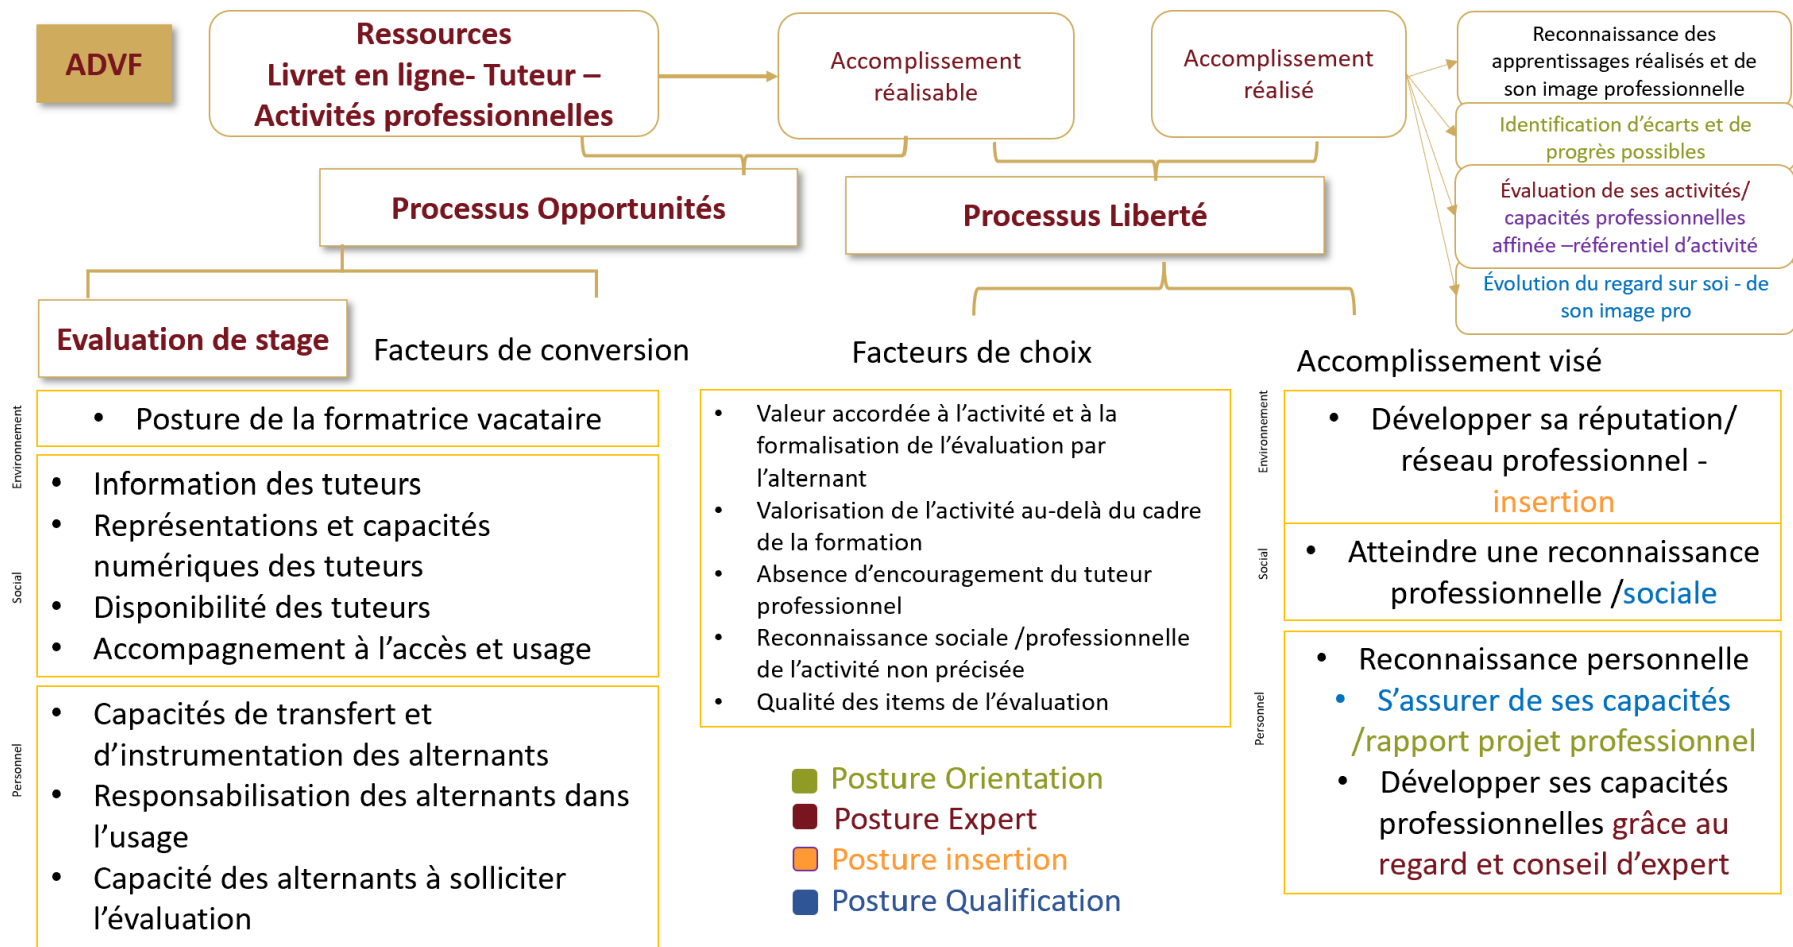 ADVF
Ressources
Livret en ligne- Tuteur –
Activités professionnelles
Accomplissement
réalisable
Accomplissement
réalisé
Reconnaissance des
apprentissages réalisés et de
son image professionnelle
Identification d’écarts et de
progrès possibles
Évaluation de ses activités/
capacités professionnelles
affinée –référentiel d’activité
Évolution du regard sur soi - de
son image pro
Processus Opportunités
Processus Liberté
Evaluation de stage
Facteurs de conversion
Facteurs de choix
Accomplissement visé
Environnement
• Posture de la formatrice vacataire
Social
• Information des tuteurs
• Représentations et capacités
numériques des tuteurs
• Disponibilité des tuteurs
• Accompagnement à l’accès et usage
Personnel
• Capacités de transfert et
d’instrumentation des alternants
• Responsabilisation des alternants dans
l’usage
• Capacité des alternants à solliciter
l’évaluation
• Valeur accordée à l’activité et à la
formalisation de l’évaluation par
l’alternant
• Valorisation de l’activité au-delà du cadre
de la formation
• Absence d’encouragement du tuteur
professionnel
• Reconnaissance sociale /professionnelle
de l’activité non précisée
• Qualité des items de l’évaluation
Posture Orientation
Posture Expert
Posture insertion
Posture Qualification
Environnement
• Développer sa réputation/
réseau professionnel -
insertion
Social
• Atteindre une reconnaissance
professionnelle /sociale
Personnel
• Reconnaissance personnelle
• S’assurer de ses capacités
/rapport projet professionnel
• Développer ses capacités
professionnelles grâce au
regard et conseil d’expert